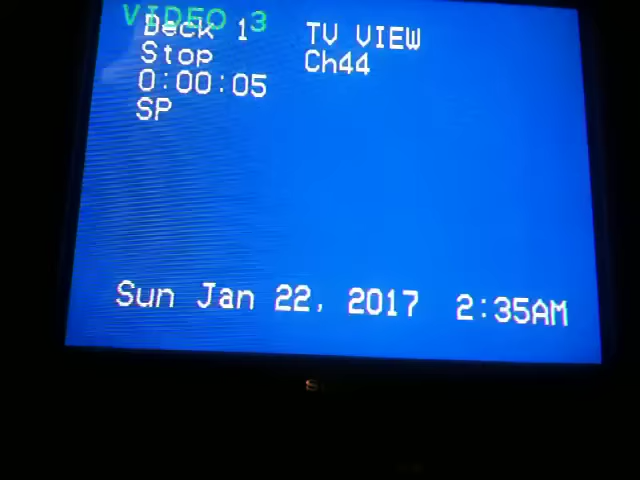 VIDEO 3
Deck 1 TV VIEW
Stop Ch44
0:00:05
SP
Sun Jan 22, 2017 2:35AM